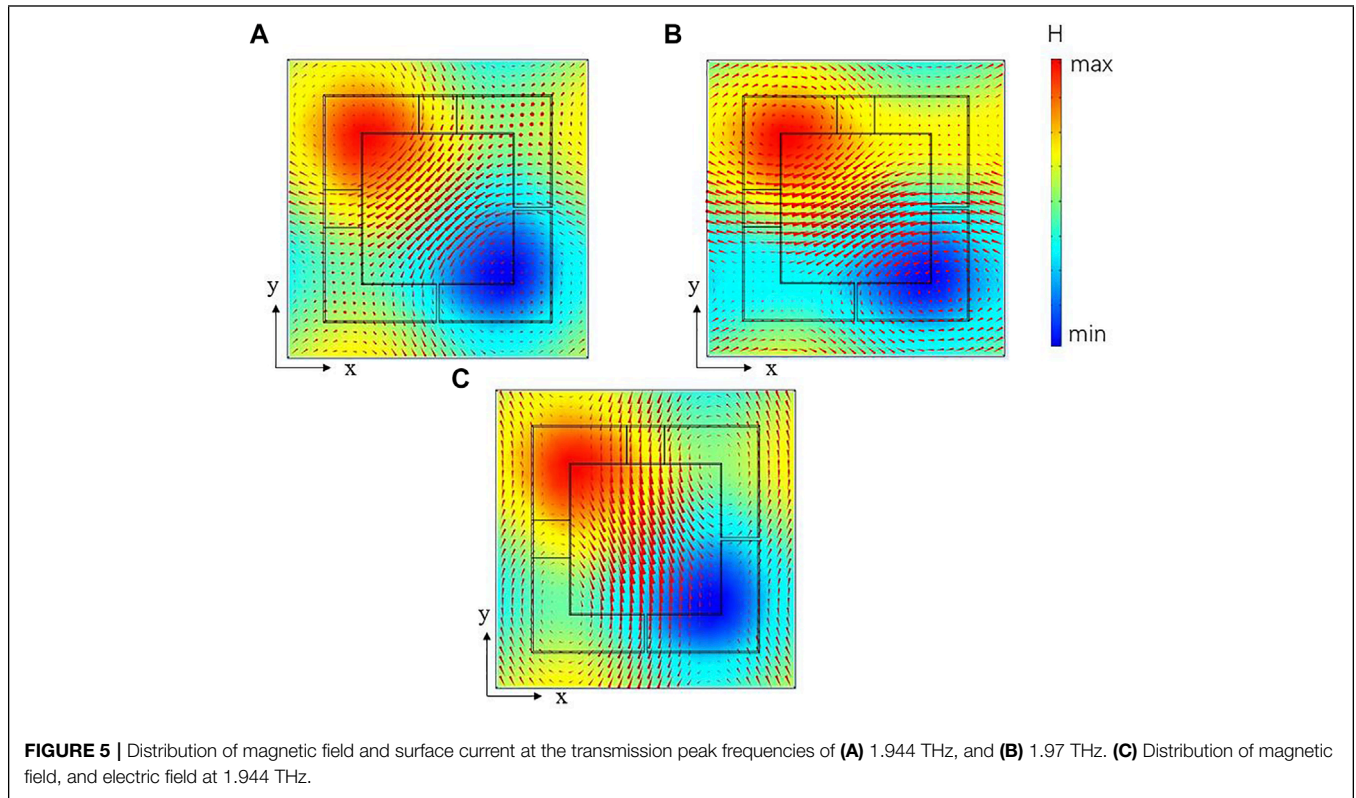 A
B
H
max
min
y
x
y
x
C
y
x
FIGURE 5 | Distribution of magnetic field and surface current at the transmission peak frequencies of (A) 1.944 THz, and (B) 1.97 THz. (C) Distribution of magnetic
field, and electric field at 1.944 THz.